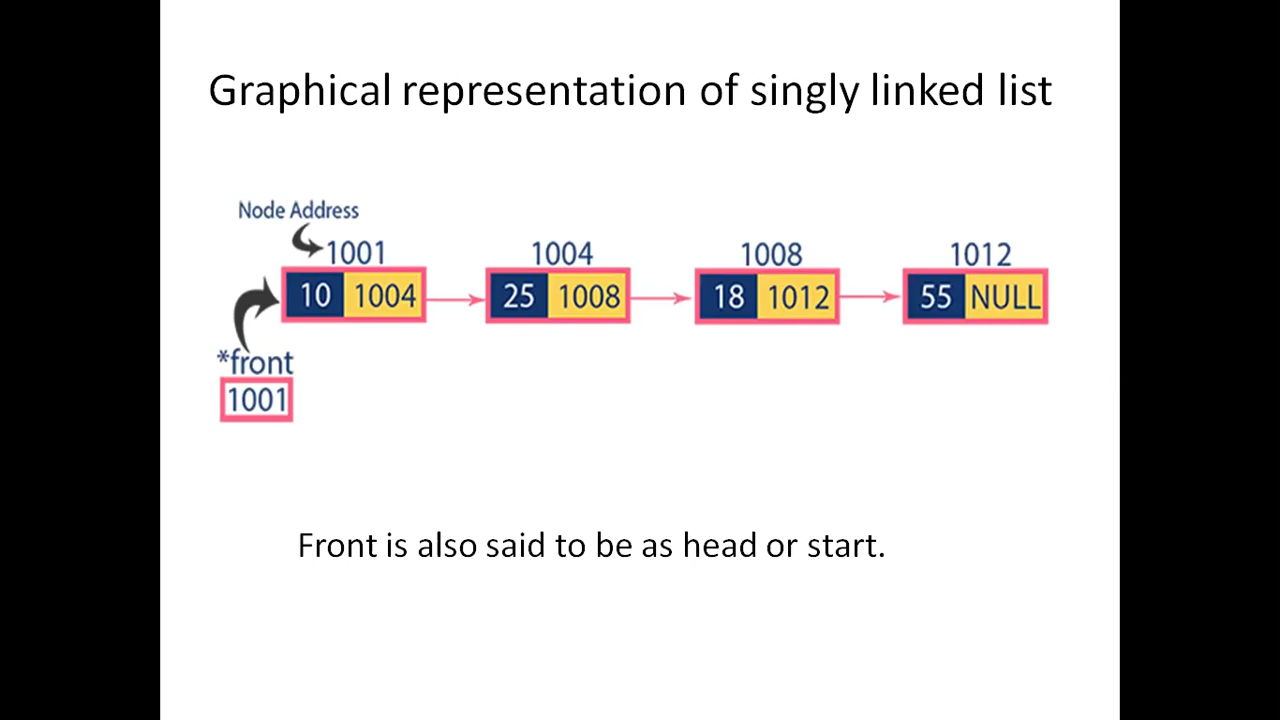 Graphical representation of singly linked list
Node Address
1001 1004 1008 1012
10 1004 25 1008 18 1012 55 NULL
*front
1001
Front is also said to be as head or start.